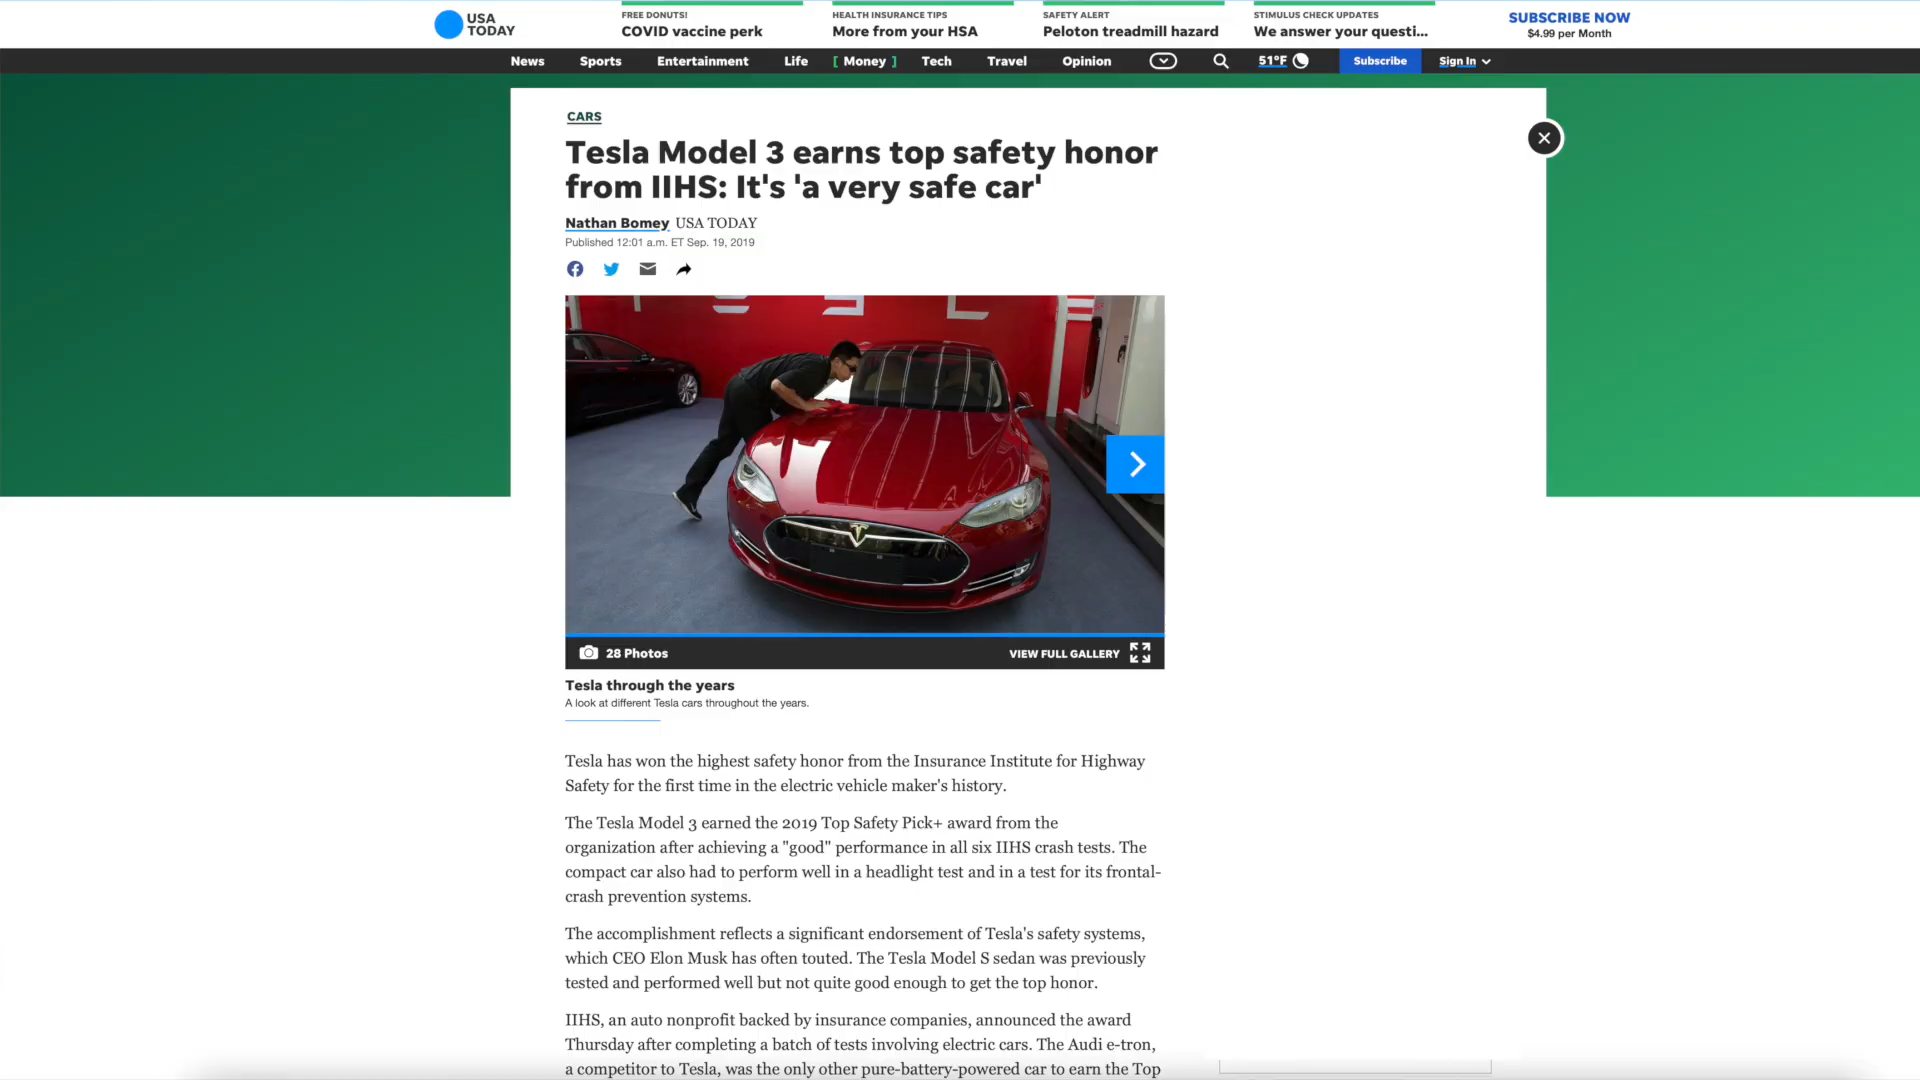 USA
TODAY
FREE DONUTS!
COVID vaccine perk
HEALTH INSURANCE TIPS
More from your HSA
SAFETY ALERT
Peloton treadmill hazard
STIMULUS CHECK UPDATES
We answer your questi...
SUBSCRIBE NOW
$4.99 per Month
News Sports Entertainment Life [ Money ] Tech Travel Opinion 51°F Subscribe Sign In
CARS
Tesla Model 3 earns top safety honor
from IIHS: It's 'a very safe car'
Nathan Bomey USA TODAY
Published 12:01 a.m. ET Sep. 19, 2019
28 Photos
VIEW FULL GALLERY
Tesla through the years
A look at different Tesla cars throughout the years.
Tesla has won the highest safety honor from the Insurance Institute for Highway
Safety for the first time in the electric vehicle maker's history.
The Tesla Model 3 earned the 2019 Top Safety Pick+ award from the
organization after achieving a "good" performance in all six IIHS crash tests. The
compact car also had to perform well in a headlight test and in a test for its frontal-
crash prevention systems.
The accomplishment reflects a significant endorsement of Tesla's safety systems,
which CEO Elon Musk has often touted. The Tesla Model S sedan was previously
tested and performed well but not quite good enough to get the top honor.
IIHS, an auto nonprofit backed by insurance companies, announced the award
Thursday after completing a batch of tests involving electric cars. The Audi e-tron,
a competitor to Tesla, was the only other pure-battery-powered car to earn the Top